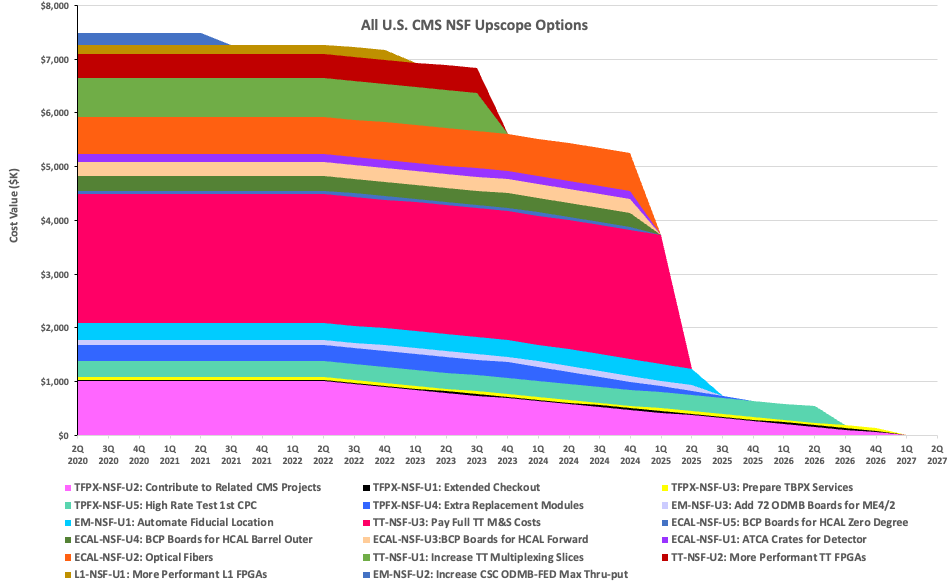 All U.S. CMS NSF Upscope Options
Cost Value ($K)
$8,000
$7,000
$6,000
$5,000
$4,000
$3,000
$2,000
$1,000
$0
2Q 3Q 4Q 1Q 2Q 3Q 4Q 1Q 2Q 3Q 4Q 1Q 2Q 3Q 4Q 1Q 2Q 3Q 4Q 1Q 2Q 3Q 4Q 1Q 2Q 3Q 4Q 1Q 2Q
2020 2020 2020 2021 2021 2021 2021 2022 2022 2022 2022 2023 2023 2023 2023 2024 2024 2024 2024 2025 2025 2025 2025 2026 2026 2026 2026 2027 2027
TFPX-NSF-U2: Contribute to Related CMS Projects TFPX-NSF-U1: Extended Checkout TFPX-NSF-U3: Prepare TBPX Services
TFPX-NSF-U5: High Rate Test 1st CPC TFPX-NSF-U4: Extra Replacement Modules EM-NSF-U3: Add 72 ODMB Boards for ME4/2
EM-NSF-U1: Automate Fiducial Location TT-NSF-U3: Pay Full TT M&S Costs ECAL-NSF-U5: BCP Boards for HCAL Zero Degree
ECAL-NSF-U4: BCP Boards for HCAL Barrel Outer ECAL-NSF-U3:BCP Boards for HCAL Forward ECAL-NSF-U1: ATCA Crates for Detector
ECAL-NSF-U2: Optical Fibers TT-NSF-U1: Increase TT Multiplexing Slices TT-NSF-U2: More Performant TT FPGAs
L1-NSF-U1: More Performant L1 FPGAs EM-NSF-U2: Increase CSC ODMB-FED Max Thru-put